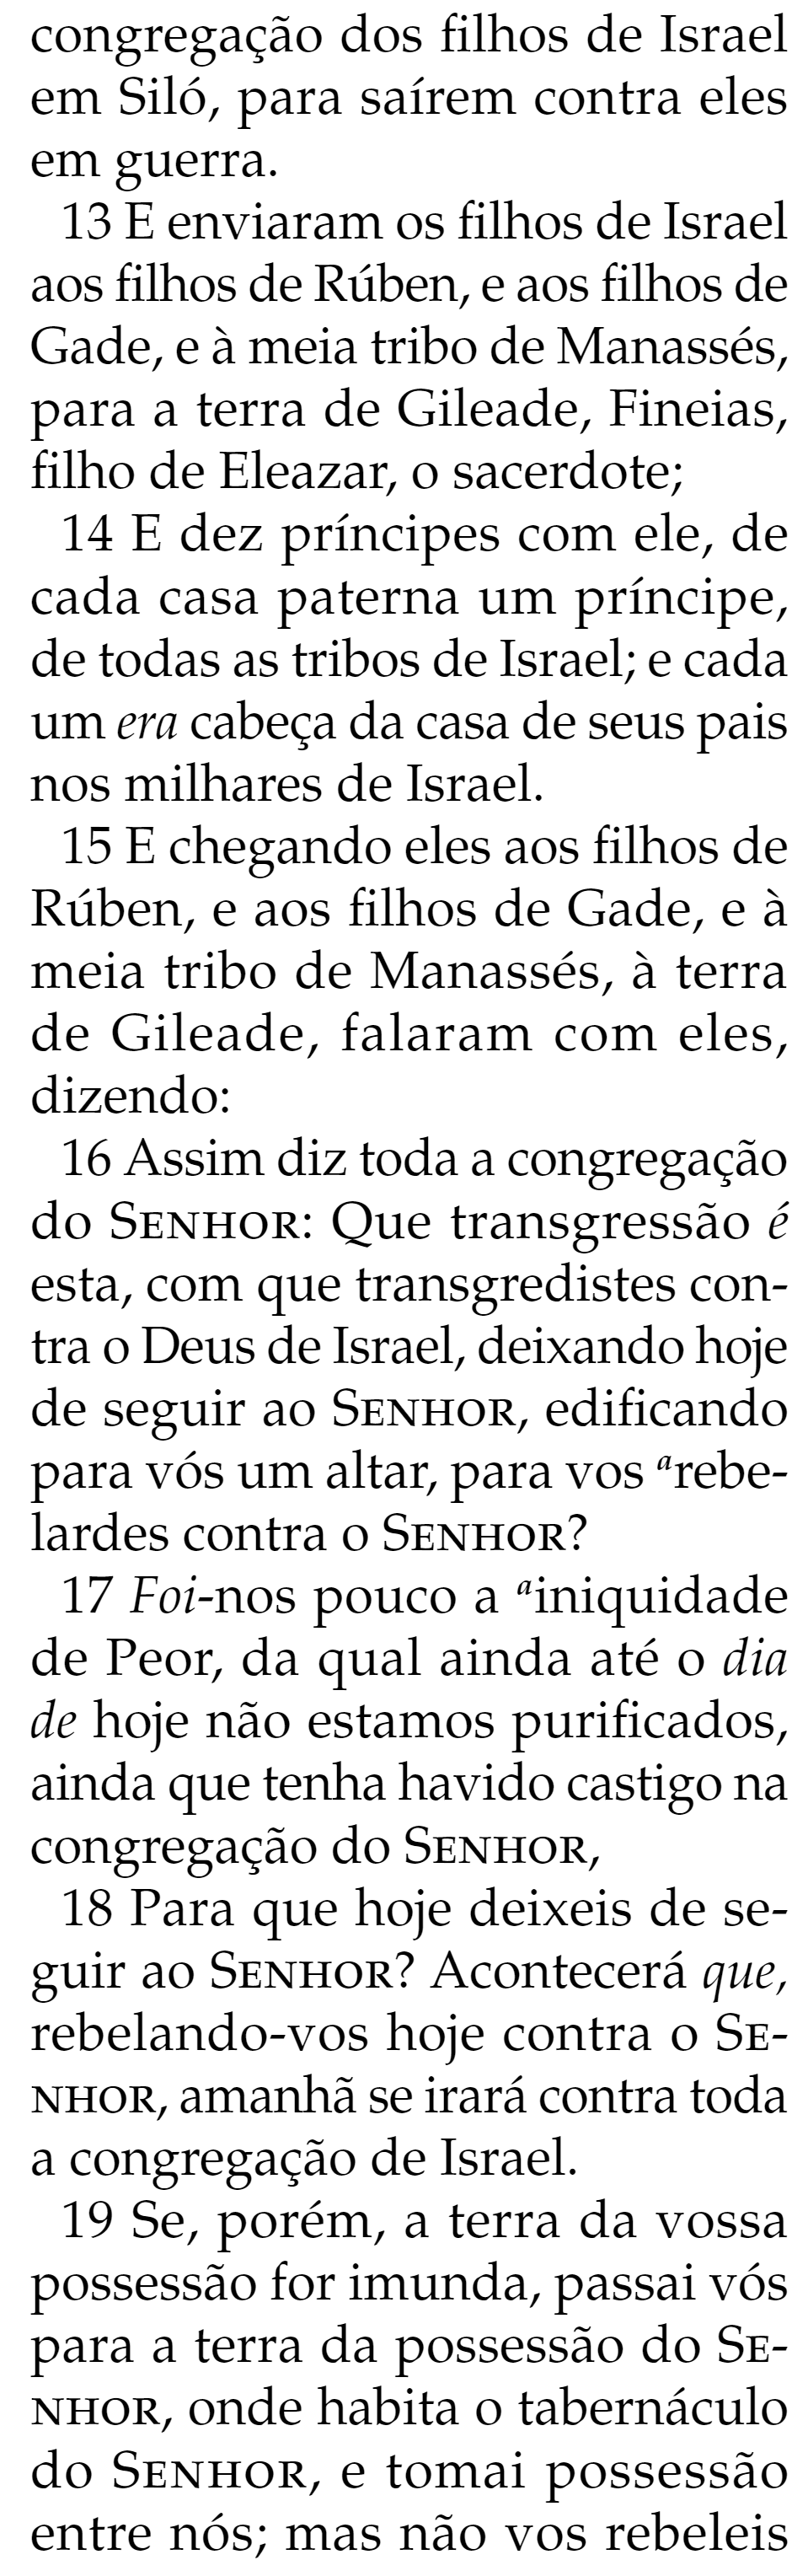 congregação dos filhos de Israel
em Siló, para saírem contra eles
em guerra.
13 E enviaram os filhos de Israel
aos filhos de Rúben, e aos filhos de
Gade, e à meia tribo de Manassés,
para a terra de Gileade, Fineias,
filho de Eleazar, o sacerdote;
14 E dez príncipes com ele, de
cada casa paterna um príncipe,
de todas as tribos de Israel; e cada
um era cabeça da casa de seus pais
nos milhares de Israel.
15 E chegando eles aos filhos de
Rúben, e aos filhos de Gade, e à
meia tribo de Manassés, à terra
de Gileade, falaram com eles,
dizendo:
16 Assim diz toda a congregação
do SENHOR: Que transgressão é
esta, com que transgredistes con-
tra o Deus de Israel, deixando hoje
de seguir ao SENHOR, edificando
para vós um altar, para vos ᵃrebe-
lardes contra o SENHOR?
17 Foi-nos pouco a ᵃiniquidade
de Peor, da qual ainda até o dia
de hoje não estamos purificados,
ainda que tenha havido castigo na
congregação do SENHOR,
18 Para que hoje deixeis de se-
guir ao SENHOR? Acontecerá que,
rebelando-vos hoje contra o SE-
NHOR, amanhã se irará contra toda
a congregação de Israel.
19 Se, porém, a terra da vossa
possessão for imunda, passai vós
para a terra da possessão do SE-
NHOR, onde habita o tabernáculo
do SENHOR, e tomai possessão
entre nós; mas não vos rebeleis